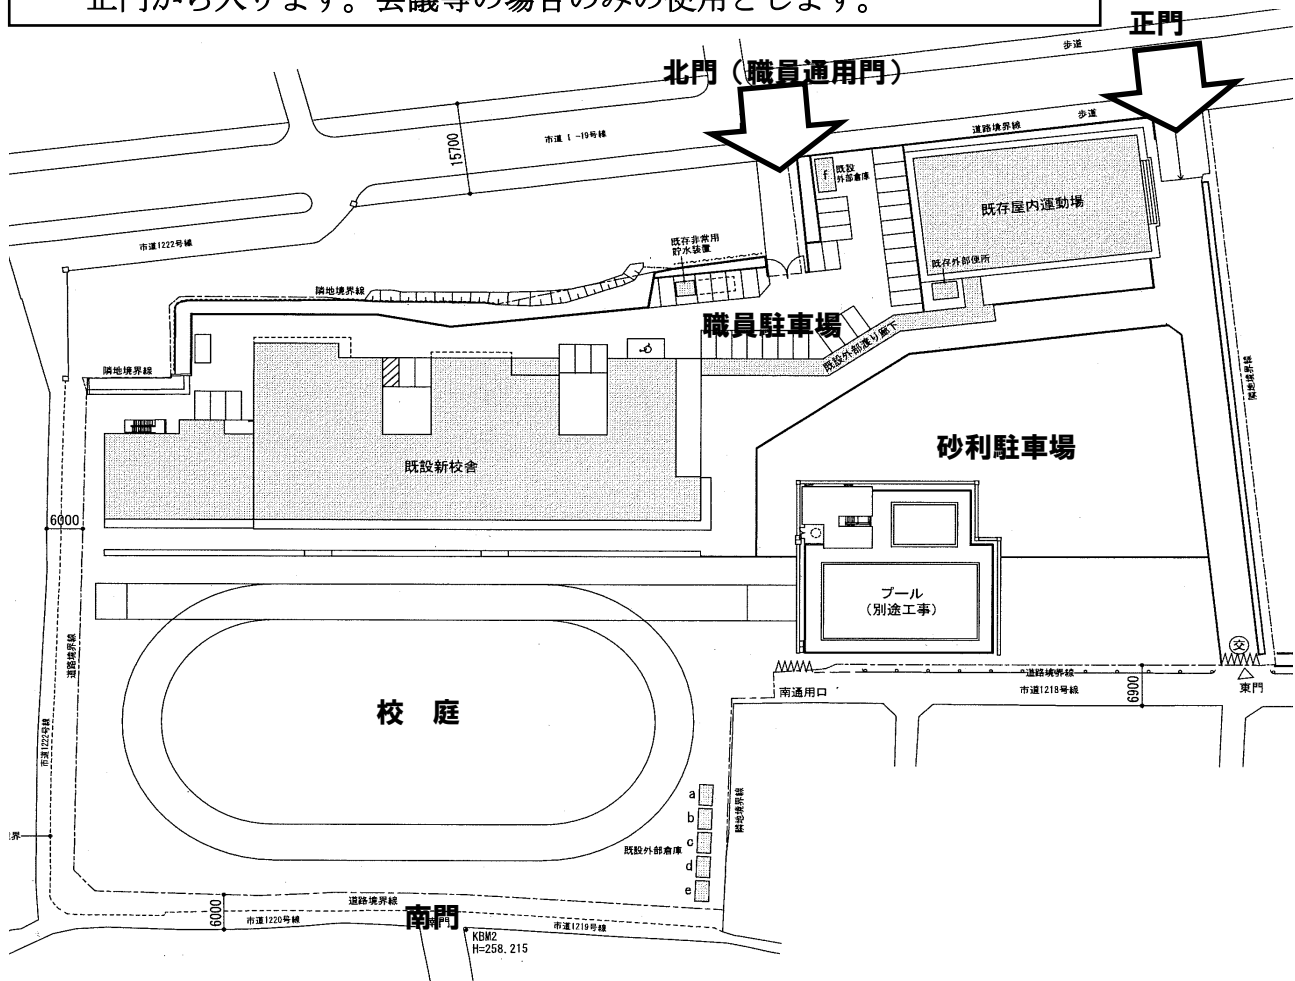 正門から入ります。会議等の場合のみの使用とします。
正門
北門（職員通用門）
歩道
歩道
道路境界線
市道Ⅰ-19号線
15700
f
既設
外部倉庫
既存屋内運動場
既存非常用
貯水装置
市道1222号線
既存外部便所
隣地境界線
職員駐車場
既設外部渡り廊下
隣地境界線
隣地境界線
砂利駐車場
既設新校舎
6000
プール
（別途工事）
道路境界線
交
道路境界線
南通用口
市道1218号線
6900
東門
校　庭
市道1222号線
a
b
隣地境界線
界
既設外部倉庫
c
d
e
道路境界線
6000
市道1220号線
南門
市道1219号線
KBM2
H=258.215